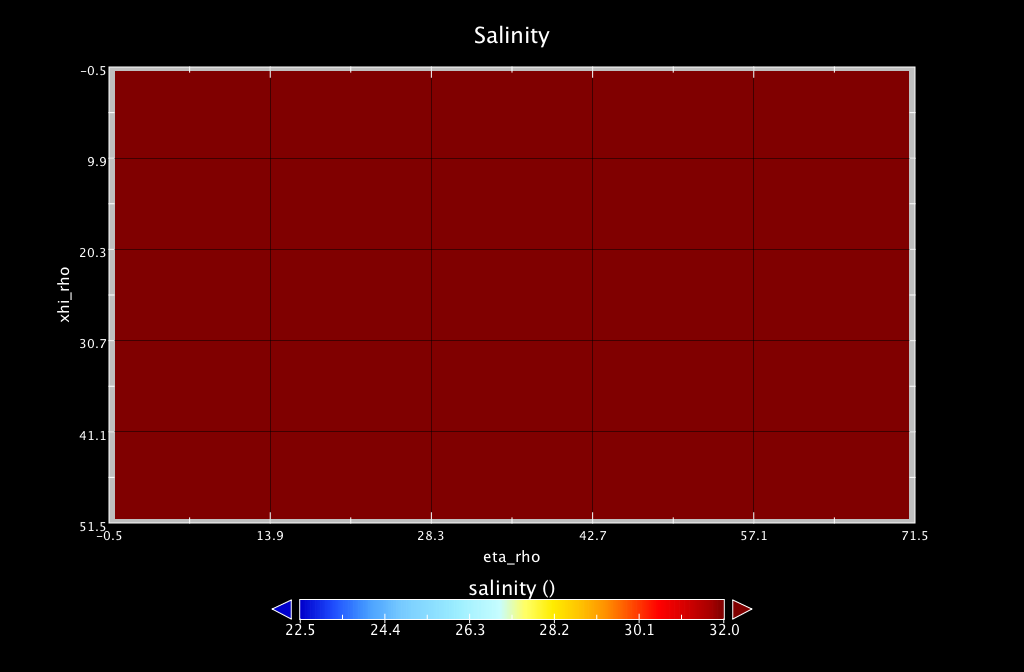 Salinity
−0.5
9.9
20.3
30.7
41.1
51.5
xhi_rho
−0.5 13.9 28.3 42.7 57.1 71.5
eta_rho
salinity ()
22.5 24.4 26.3 28.2 30.1 32.0